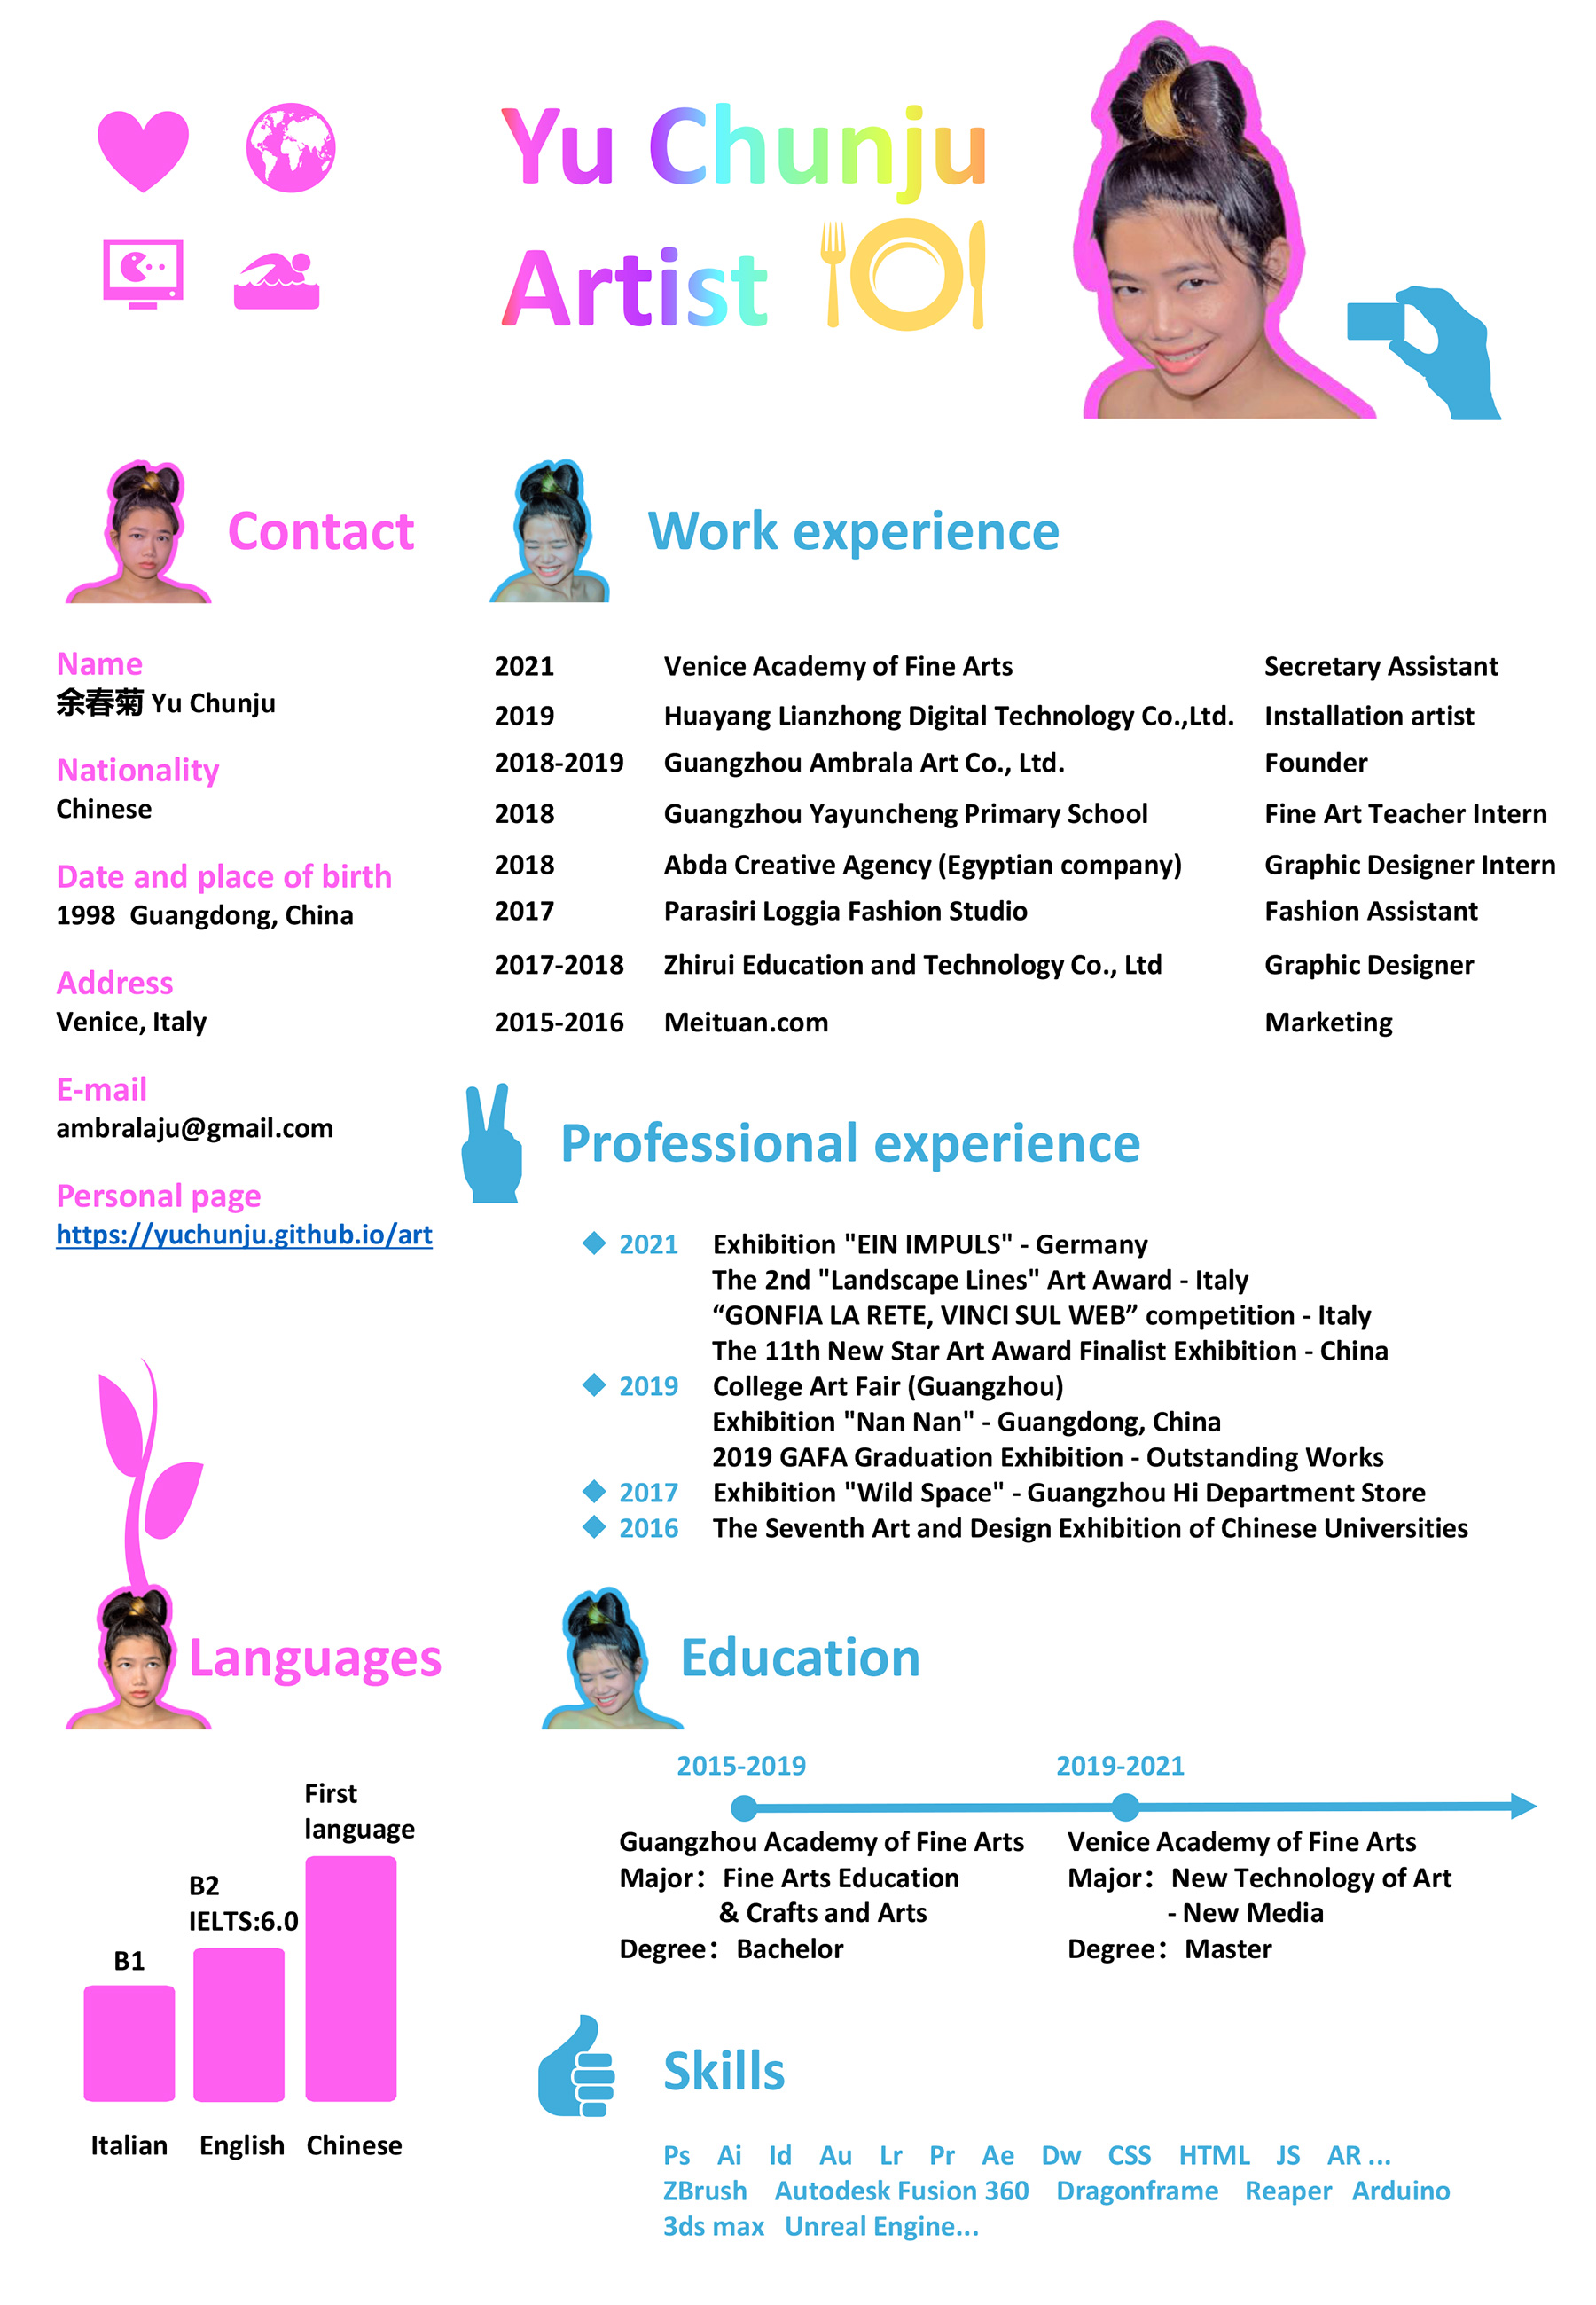 Yu Chunju
Artist
Contact
Name
余春菊 Yu Chunju
Nationality
Chinese
Date and place of birth
1998 Guangdong, China
Address
Venice, Italy
E-mail
ambralaju@gmail.com
Personal page
https://yuchunju.github.io/art
Work experience
2021 Venice Academy of Fine Arts Secretary Assistant
2019 Huayang Lianzhong Digital Technology Co.,Ltd. Installation artist
2018-2019 Guangzhou Ambrala Art Co., Ltd. Founder
2018 Guangzhou Yayuncheng Primary School Fine Art Teacher Intern
2018 Abda Creative Agency (Egyptian company) Graphic Designer Intern
2017 Parasiri Loggia Fashion Studio Fashion Assistant
2017-2018 Zhirui Education and Technology Co., Ltd Graphic Designer
2015-2016 Meituan.com Marketing
Professional experience
2021 Exhibition "EIN IMPULS" - Germany
The 2nd "Landscape Lines" Art Award - Italy
“GONFIA LA RETE, VINCI SUL WEB” competition - Italy
The 11th New Star Art Award Finalist Exhibition - China
2019 College Art Fair (Guangzhou)
Exhibition "Nan Nan" - Guangdong, China
2019 GAFA Graduation Exhibition - Outstanding Works
2017 Exhibition "Wild Space" - Guangzhou Hi Department Store
2016 The Seventh Art and Design Exhibition of Chinese Universities
Languages
First
language
B2
IELTS:6.0
B1
Italian English Chinese
Education
2015-2019
Guangzhou Academy of Fine Arts
Major：Fine Arts Education
& Crafts and Arts
Degree：Bachelor
2019-2021
Venice Academy of Fine Arts
Major：New Technology of Art
- New Media
Degree：Master
Skills
Ps Ai Id Au Lr Pr Ae Dw CSS HTML JS AR ...
ZBrush Autodesk Fusion 360 Dragonframe Reaper Arduino
3ds max Unreal Engine...